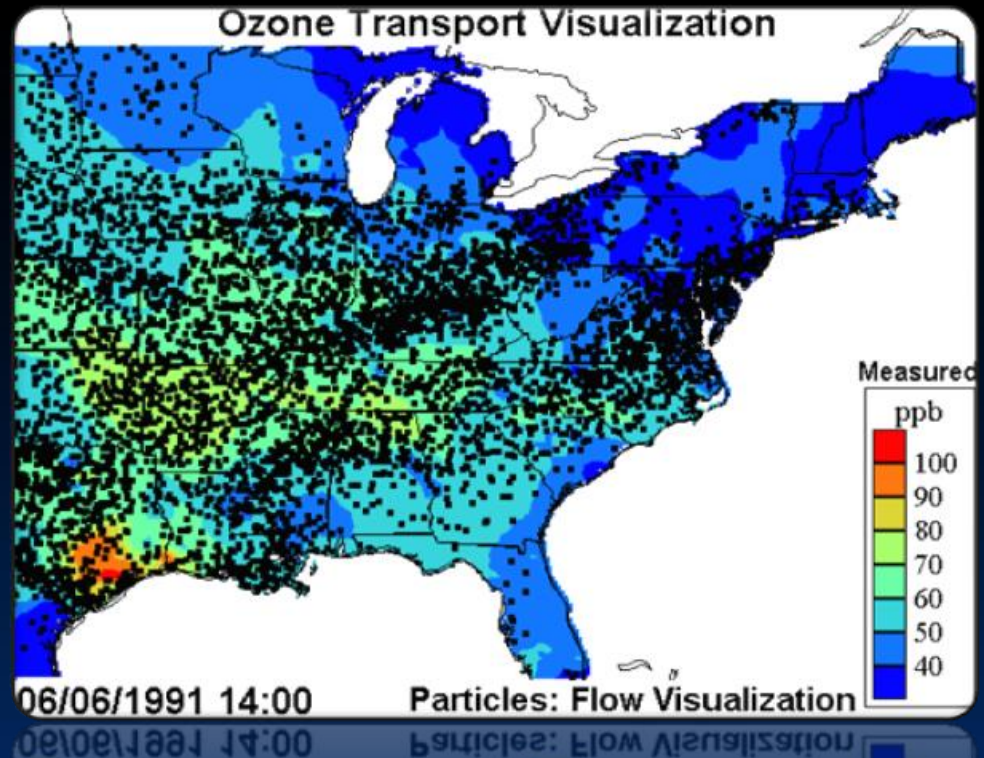 Ozone Transport Visualization
Measured
ppb
100
90
80
70
60
50
40
06/06/1991 14:00 Particles: Flow Visualization